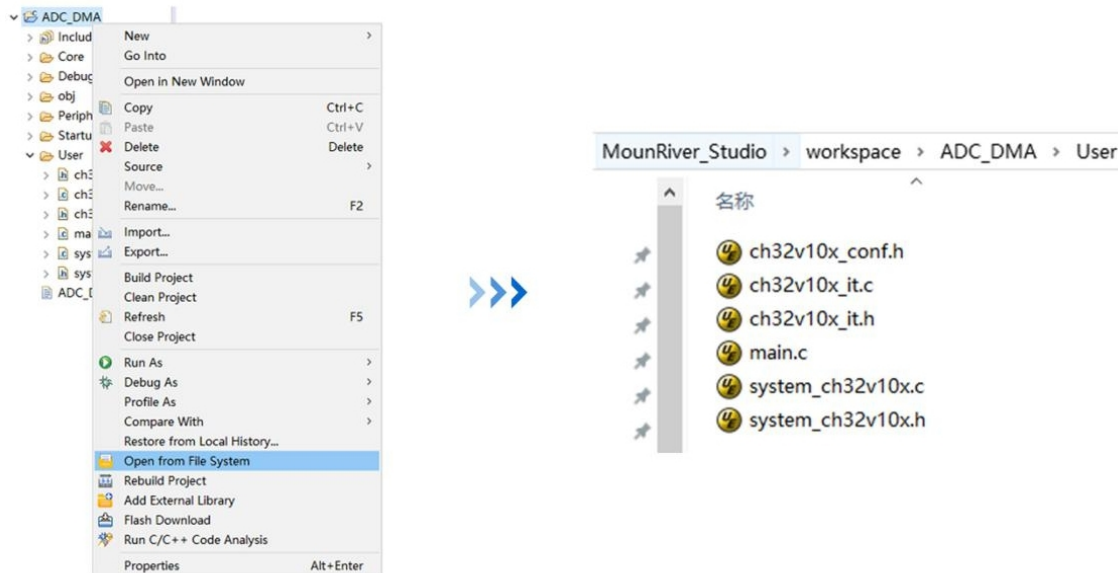 ADC_DMA
Includ
Core
Debug
obj
Periph
Startu
User
ch3
ch3
ch3
ma
sys
sys
ADC_D
New
Go Into
Open in New Window
Copy Ctrl+C
Paste Ctrl+V
Delete Delete
Source
Move...
Rename... F2
Import...
Export...
Build Project
Clean Project
Refresh F5
Close Project
Run As
Debug As
Profile As
Compare With
Restore from Local History...
Open from File System
Rebuild Project
Add External Library
Flash Download
Run C/C++ Code Analysis
Properties Alt+Enter
MounRiver_Studio > workspace > ADC_DMA > User
名称
ch32v10x_conf.h
ch32v10x_it.c
ch32v10x_it.h
main.c
system_ch32v10x.c
system_ch32v10x.h